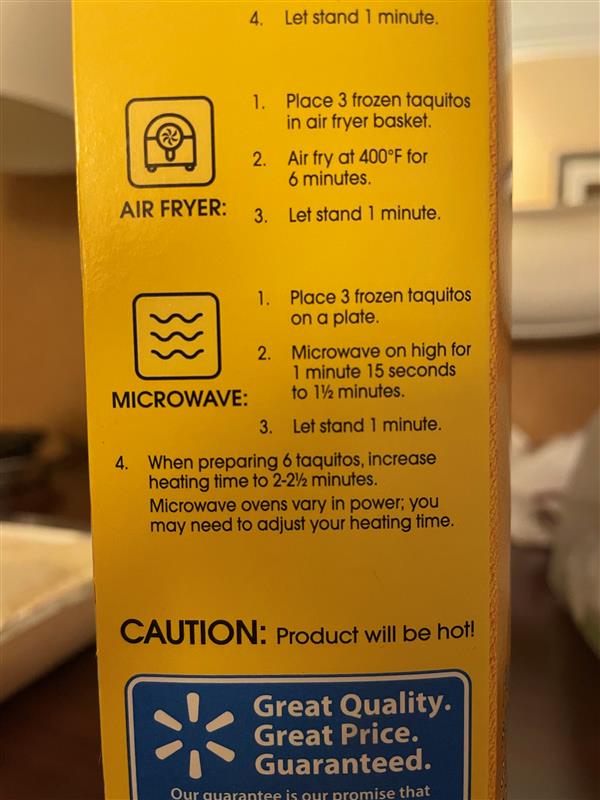 4. Let stand 1 minute.
1. Place 3 frozen taquitos
in air fryer basket.
2. Air fry at 400°F for
6 minutes.
AIR FRYER:
3. Let stand 1 minute.
1. Place 3 frozen taquitos
on a plate.
2. Microwave on high for
1 minute 15 seconds
to 1½ minutes.
MICROWAVE:
3. Let stand 1 minute.
4. When preparing 6 taquitos, increase
heating time to 2-2½ minutes.
Microwave ovens vary in power; you
may need to adjust your heating time.
CAUTION: Product will be hot!
Great Quality.
Great Price.
Guaranteed.
Our guarantee is our promise that